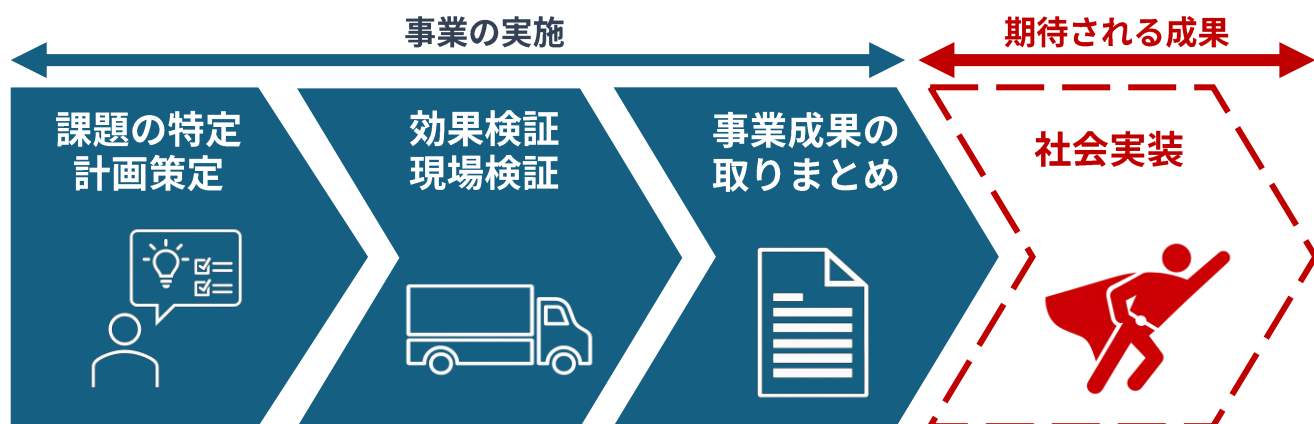 事業の実施
期待される成果
課題の特定
計画策定
効果検証
現場検証
事業成果の
取りまとめ
社会実装